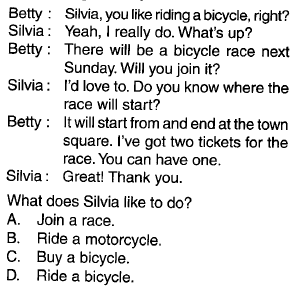 Betty : Silvia, you like riding a bicycle, right?
Silvia : Yeah, I really do. What's up?
Betty : There will be a bicycle race next
Sunday. Will you join it?
Silvia : I'd love to. Do you know where the
race will start?
Betty : It will start from and end at the town
square. I've got two tickets for the
race. You can have one.
Silvia : Great! Thank you.
What does Silvia like to do?
A. Join a race.
B. Ride a motorcycle.
C. Buy a bicycle.
D. Ride a bicycle.